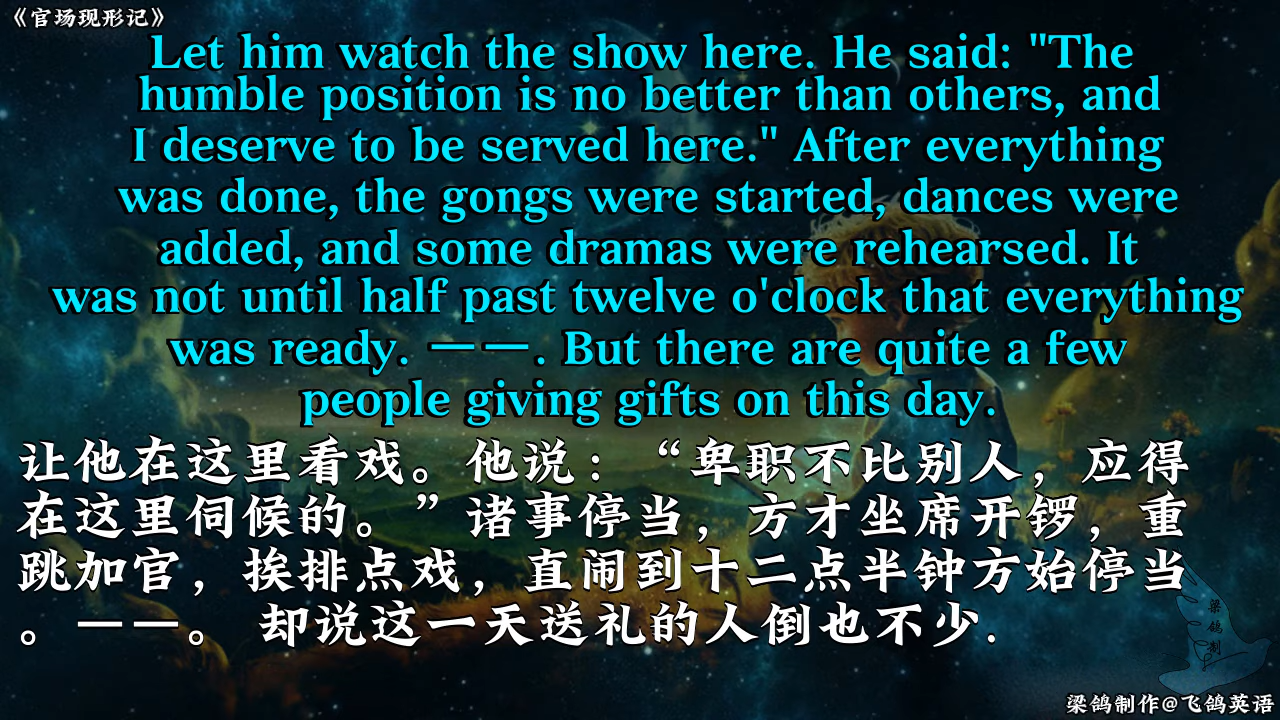 《官场现形记》
Let him watch the show here. He said: "The
humble position is no better than others, and
I deserve to be served here." After everything
was done, the gongs were started, dances were
added, and some dramas were rehearsed. It
was not until half past twelve o'clock that everything
was ready. 一一. But there are quite a few
people giving gifts on this day.
让他在这里看戏。他说：“卑职不比别人，应得
在这里伺候的。”诸事停当，方才坐席开锣，重
跳加官，挨排点戏，直闹到十二点半钟方始停当
。一一。 却说这一天送礼的人倒也不少.
梁鸽制
梁鸽制作@飞鸽英语